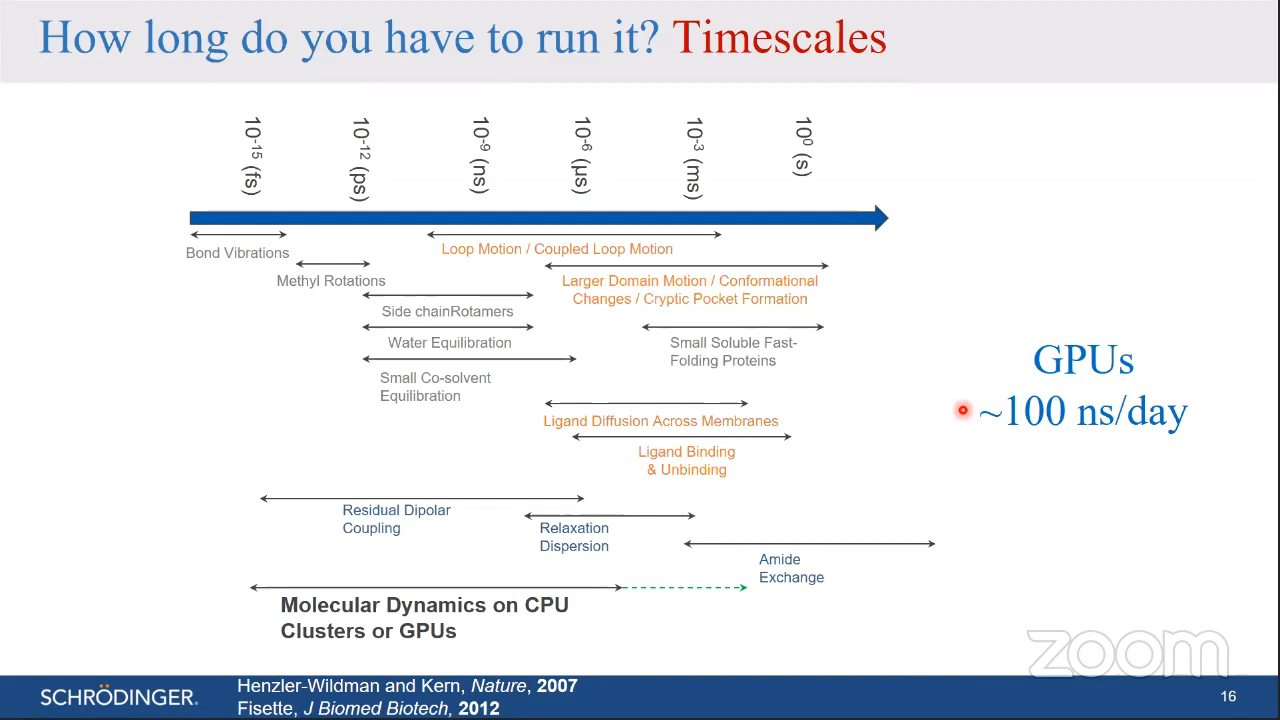 How long do you have to run it? Timescales
10-15 (fs)
10-12 (ps)
10-9 (ns)
10-6 (µs)
10-3 (ms)
100 (s)
Bond Vibrations
Loop Motion / Coupled Loop Motion
Methyl Rotations
Larger Domain Motion / Conformational
Changes / Cryptic Pocket Formation
Side chainRotamers
Water Equilibration
Small Soluble Fast-
Folding Proteins
Small Co-solvent
Equilibration
GPUs
~100 ns/day
Ligand Diffusion Across Membranes
Ligand Binding
& Unbinding
Residual Dipolar
Coupling
Relaxation
Dispersion
Amide
Exchange
Molecular Dynamics on CPU
Clusters or GPUs
zoom
SCHRÖDINGER.
Henzler-Wildman and Kern, Nature, 2007
Fisette, J Biomed Biotech, 2012
16